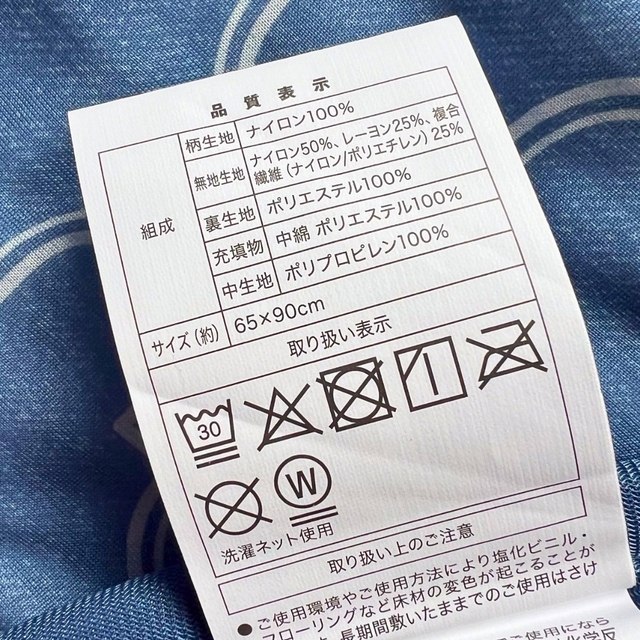 品質表示
組成
柄生地 ナイロン100%
無地生地 ナイロン50%、レーヨン25%、複合
繊維(ナイロン/ポリエチレン)25%
裏生地 ポリエステル100%
充填物 中綿 ポリエステル100%
中生地 ポリプロピレン100%
サイズ(約) 65×90cm
取り扱い表示
30
W
洗濯ネット使用
取り扱い上のご注意
●ご使用環境やご使用方法により塩化ビニル・
フローリングなど床材の変色が起こることが
長期間敷いたままでのご使用はさけ
ご使用になら